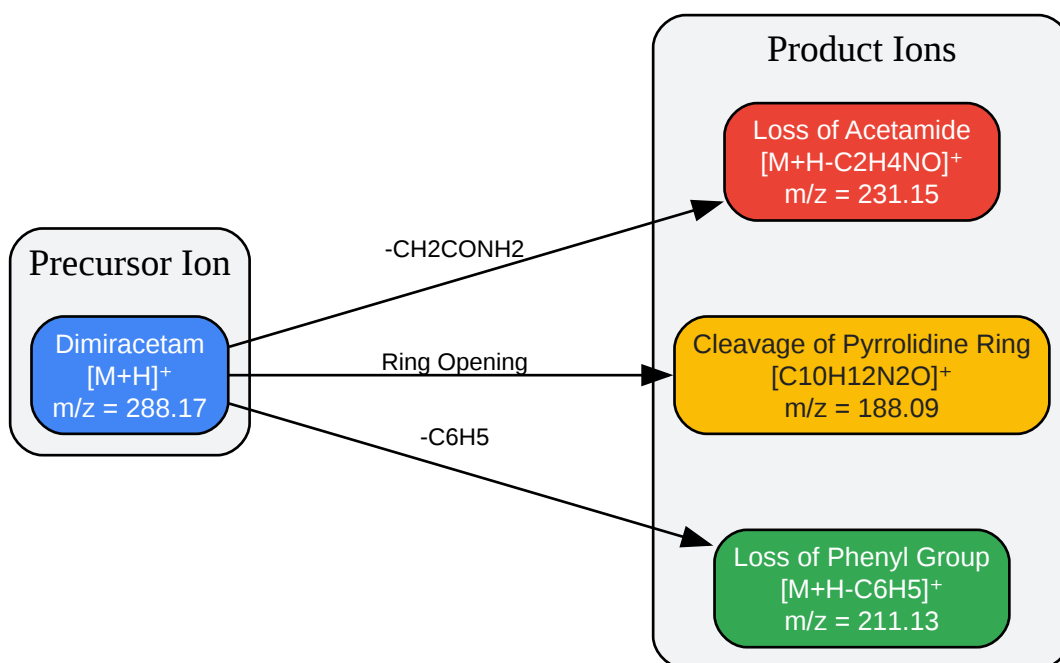 Precursor Ion
Dimiracetam
[M+H]⁺
m/z = 288.17
-CH2CONH2
Ring Opening
-C6H5
Product Ions
Loss of Acetamide
[M+H-C2H4NO]⁺
m/z = 231.15
Cleavage of Pyrrolidine Ring
[C10H12N2O]⁺
m/z = 188.09
Loss of Phenyl Group
[M+H-C6H5]⁺
m/z = 211.13